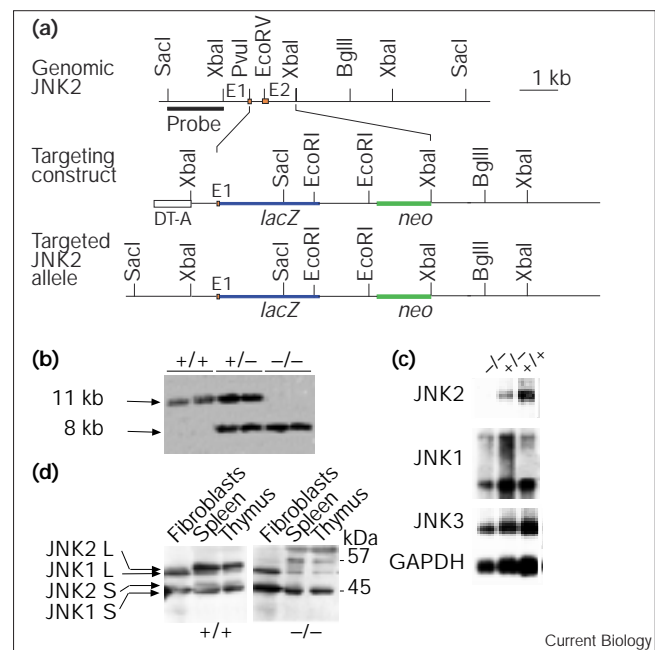 (a)
Genomic
JNK2
SacI
XbaI
PvuI
EcoRV
XbaI
BglII
XbaI
SacI
1 kb
E1
E2
Probe
Targeting
construct
XbaI
SacI
EcoRI
EcoRI
XbaI
BglII
XbaI
E1
DT-A
lacZ
neo
Targeted
JNK2
allele
SacI
XbaI
SacI
EcoRI
EcoRI
XbaI
BglII
XbaI
E1
lacZ
neo
(b)
+/+ +/– –/–
11 kb
8 kb
(c)
–/– +/– +/+
JNK2
JNK1
JNK3
GAPDH
(d)
Fibroblasts Spleen Thymus Fibroblasts Spleen Thymus
kDa
JNK2 L
JNK1 L
JNK2 S
JNK1 S
57
45
+/+ –/–
Current Biology